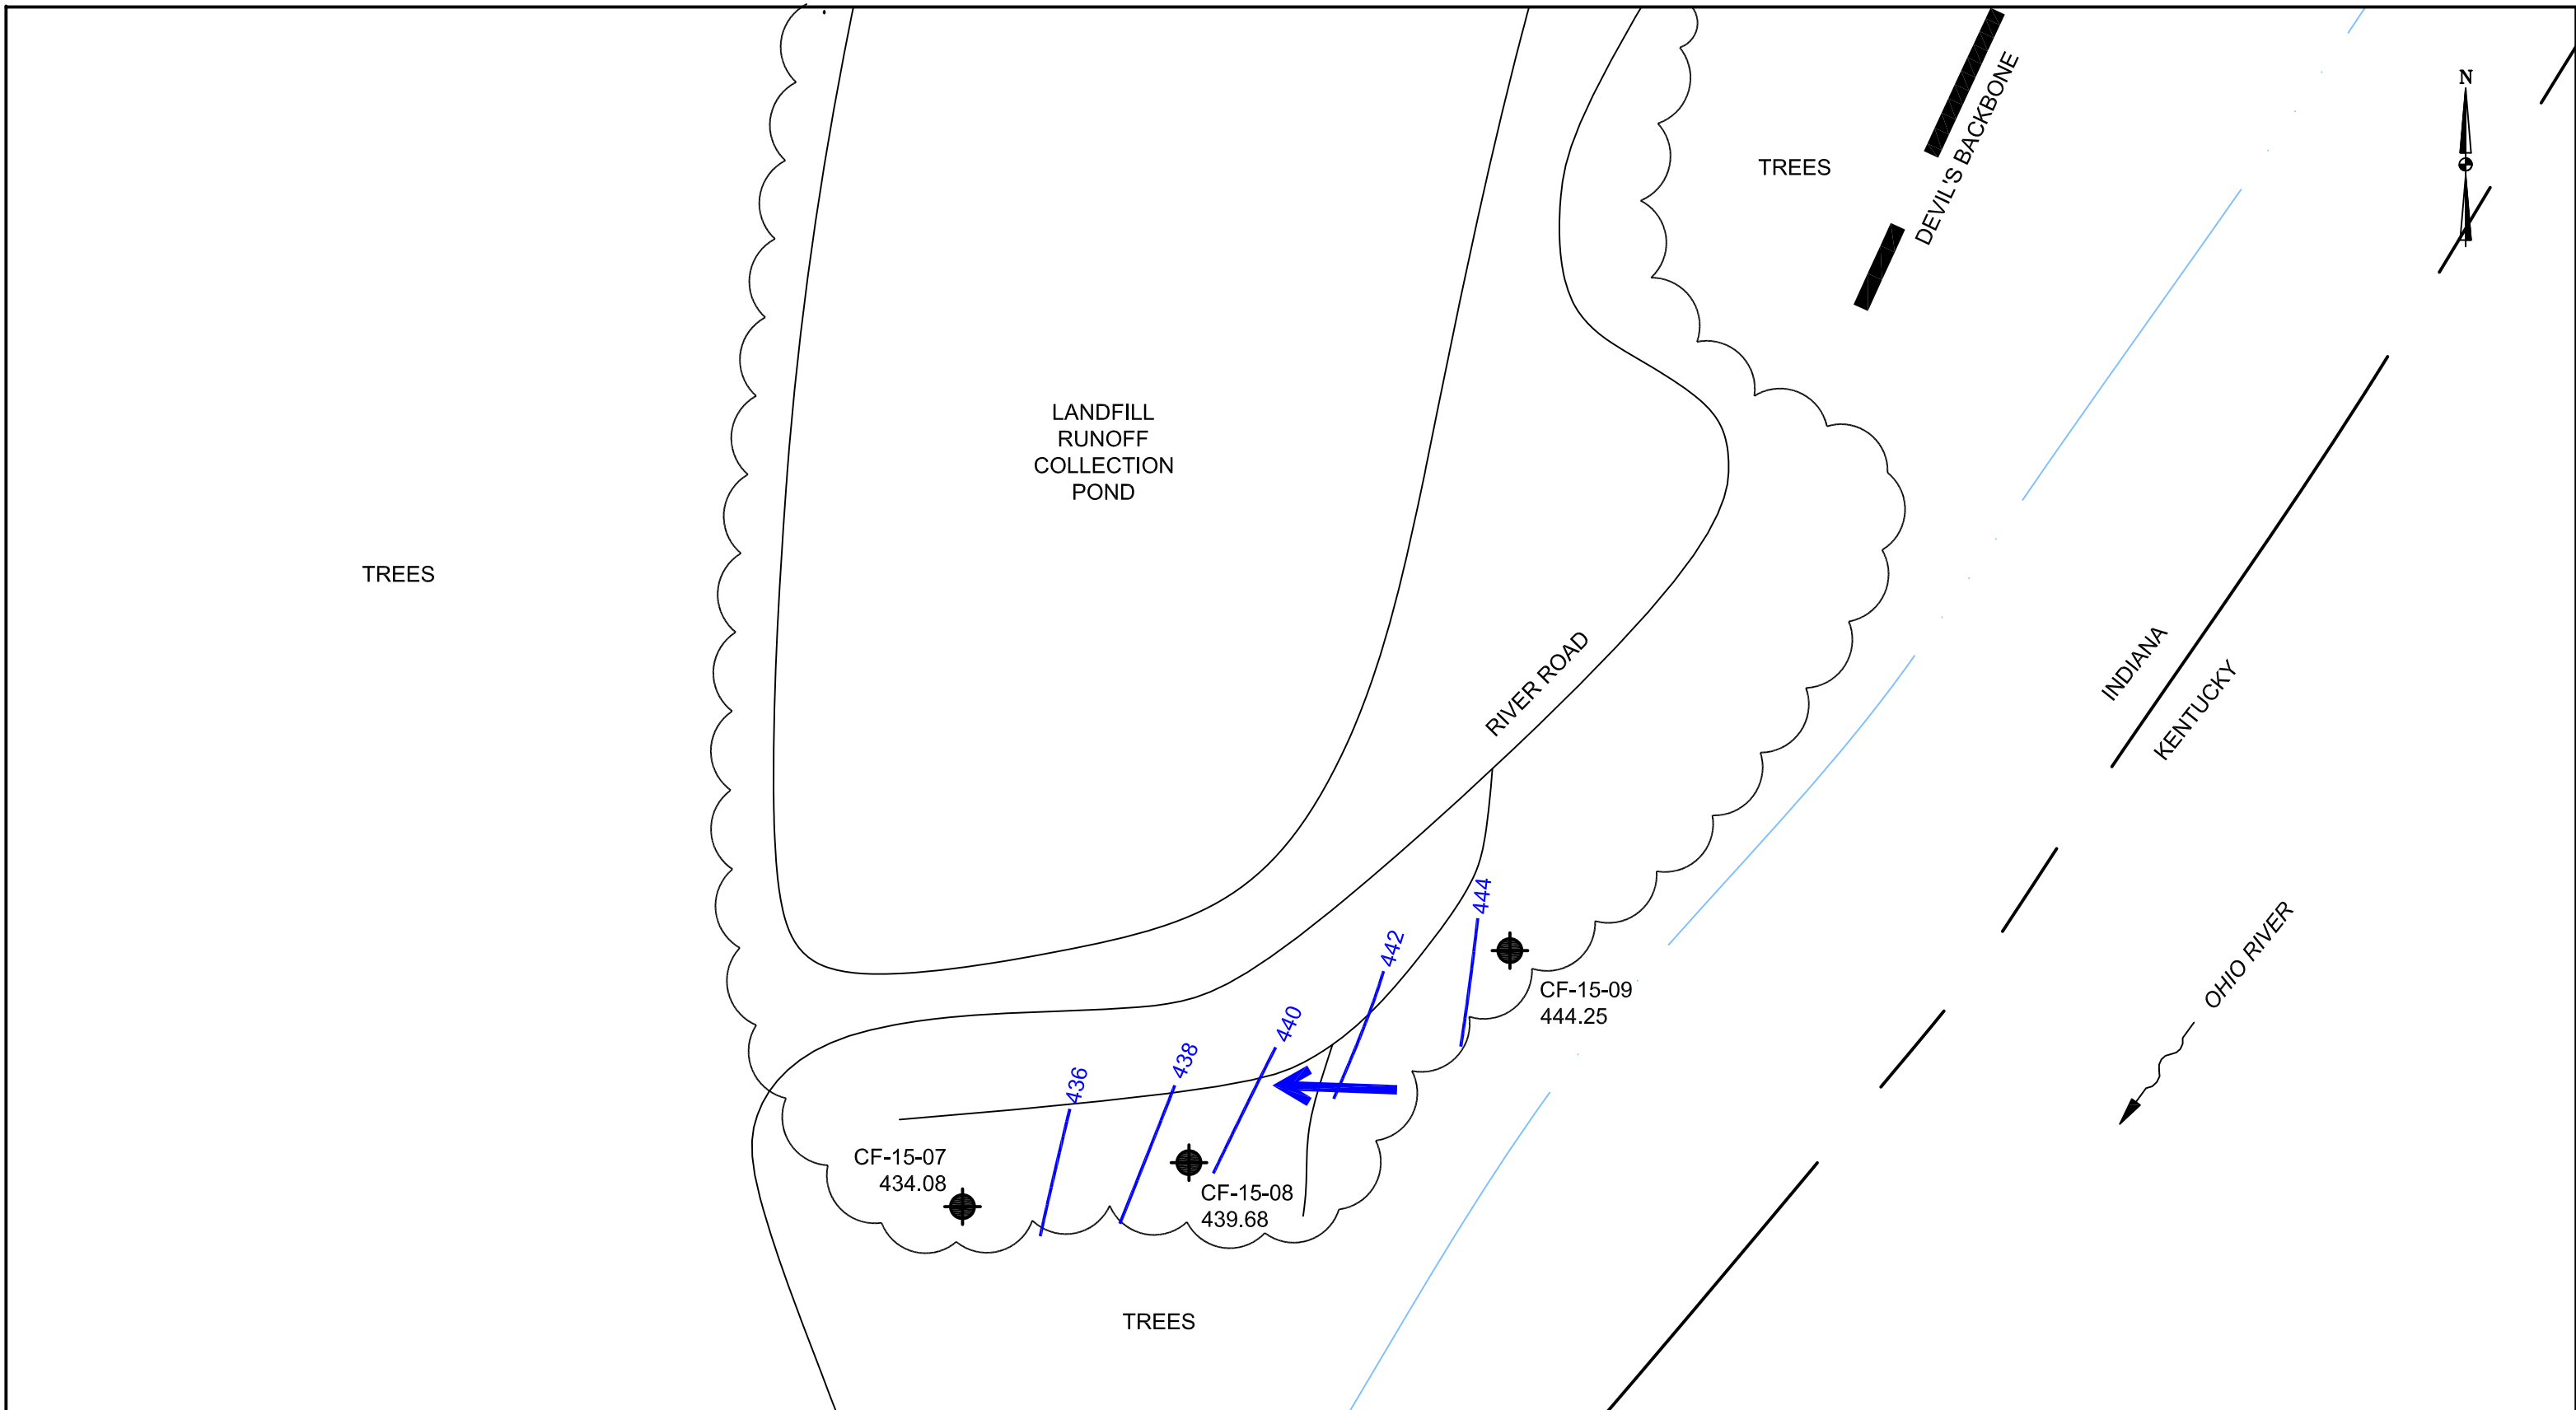 N
DEVIL'S BACKBONE
TREES
LANDFILL
RUNOFF
COLLECTION
POND
TREES
RIVER ROAD
INDIANA
KENTUCKY
OHIO RIVER
444
442
440
438
436
CF-15-09
444.25
CF-15-07
434.08
CF-15-08
439.68
TREES